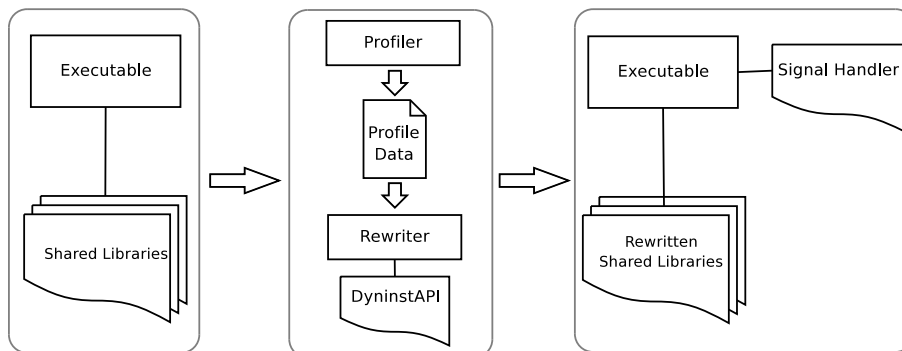 Executable
Shared Libraries
Profiler
Profile
Data
Rewriter
DyninstAPI
Executable
Signal Handler
Rewritten
Shared Libraries